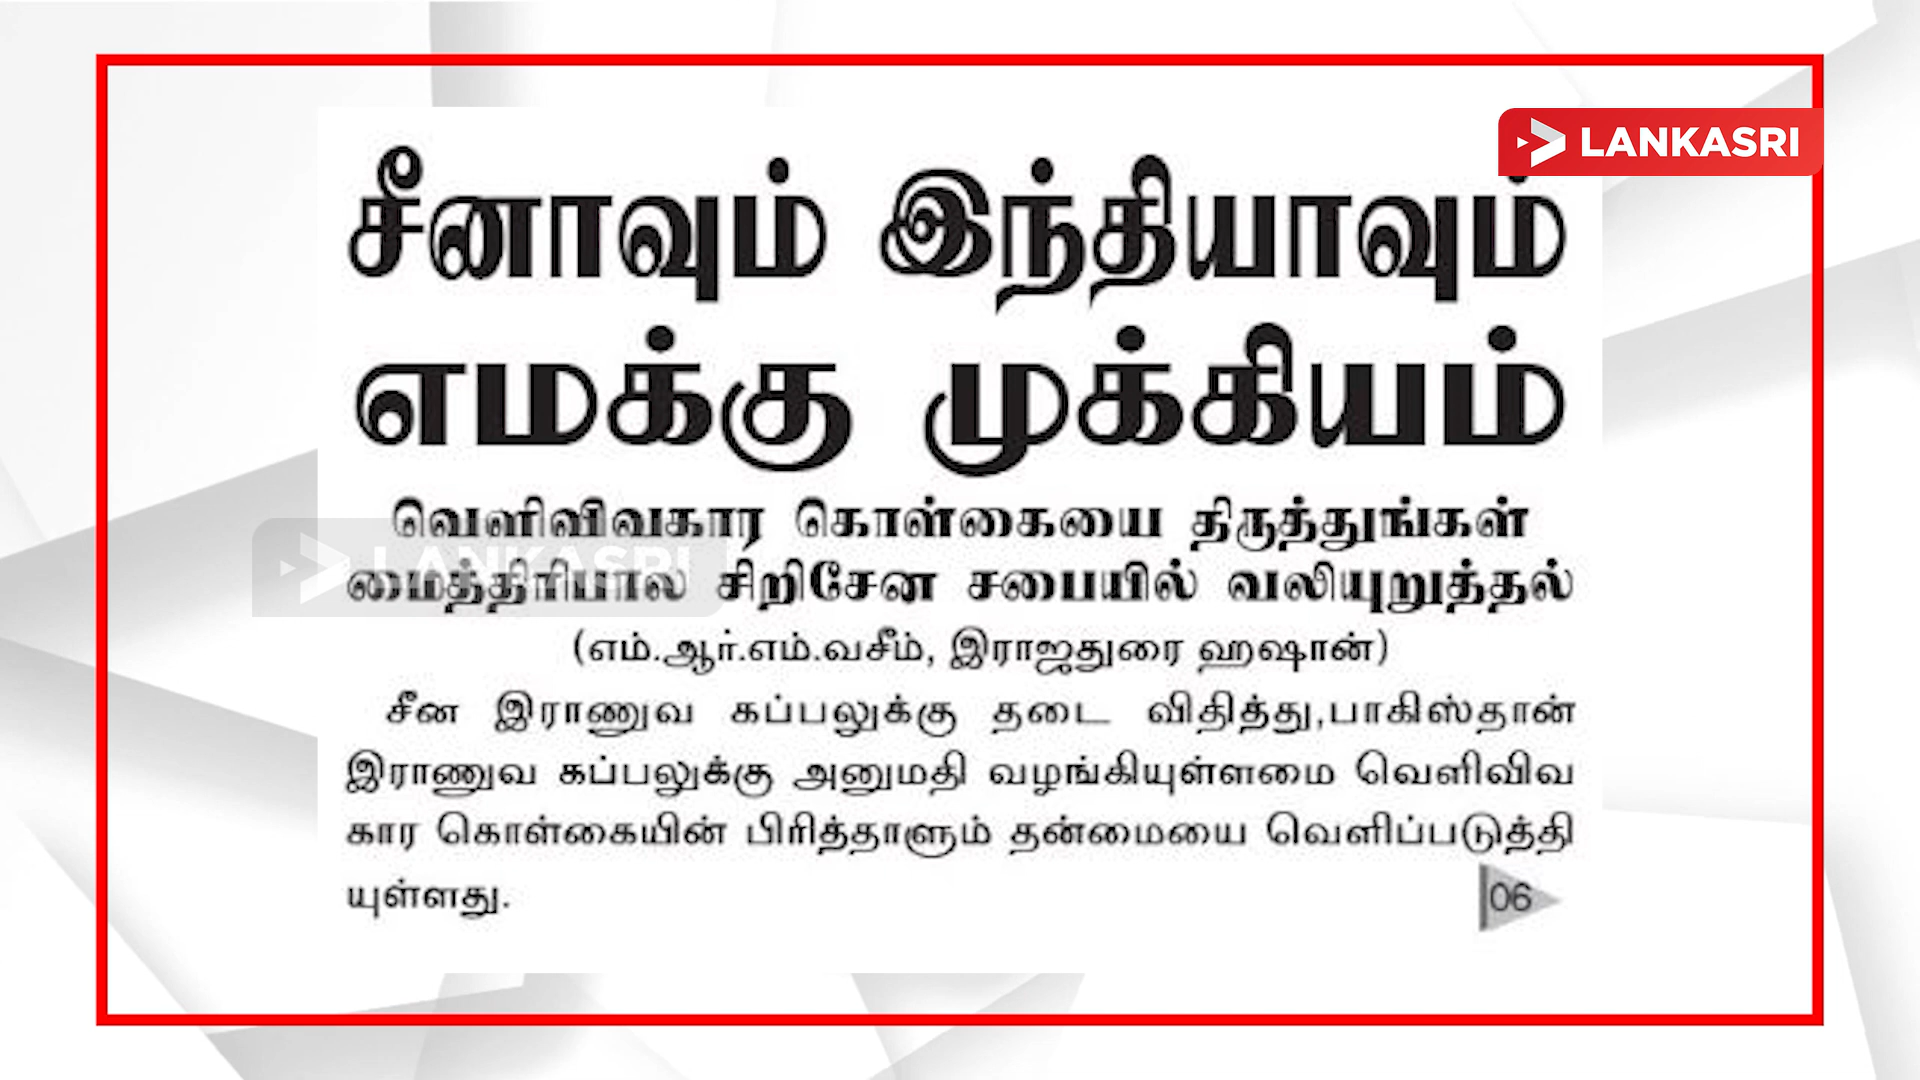 LANKASRI
சீனாவும் இந்தியாவும்
எமக்கு முக்கியம்
வெளிவிவகார கொள்கையை திருத்துங்கள்
LANKASRI
மைத்திரிபால சிறிசேன சபையில் வலியுறுத்தல்
(எம்.ஆர்.எம்.வசீம், இராஜதுரை ஹஷான்)
சீன இராணுவ கப்பலுக்கு தடை விதித்து,பாகிஸ்தான்
இராணுவ கப்பலுக்கு அனுமதி வழங்கியுள்ளமை வெளிவிவ
கார கொள்கையின் பிரித்தாளும் தன்மையை வெளிப்படுத்தி
யுள்ளது.
06